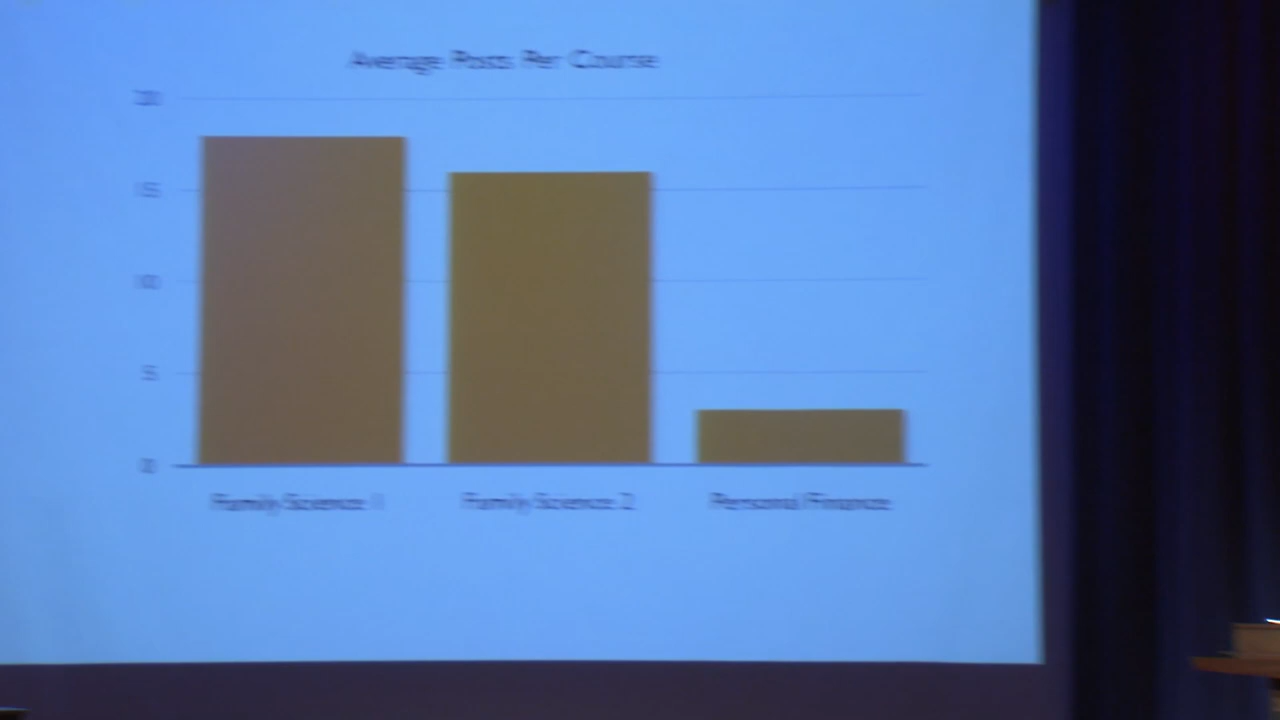 Average Posts Per Course
20
15
10
5
0
Family Science 1
Family Science 2
Personal Finance